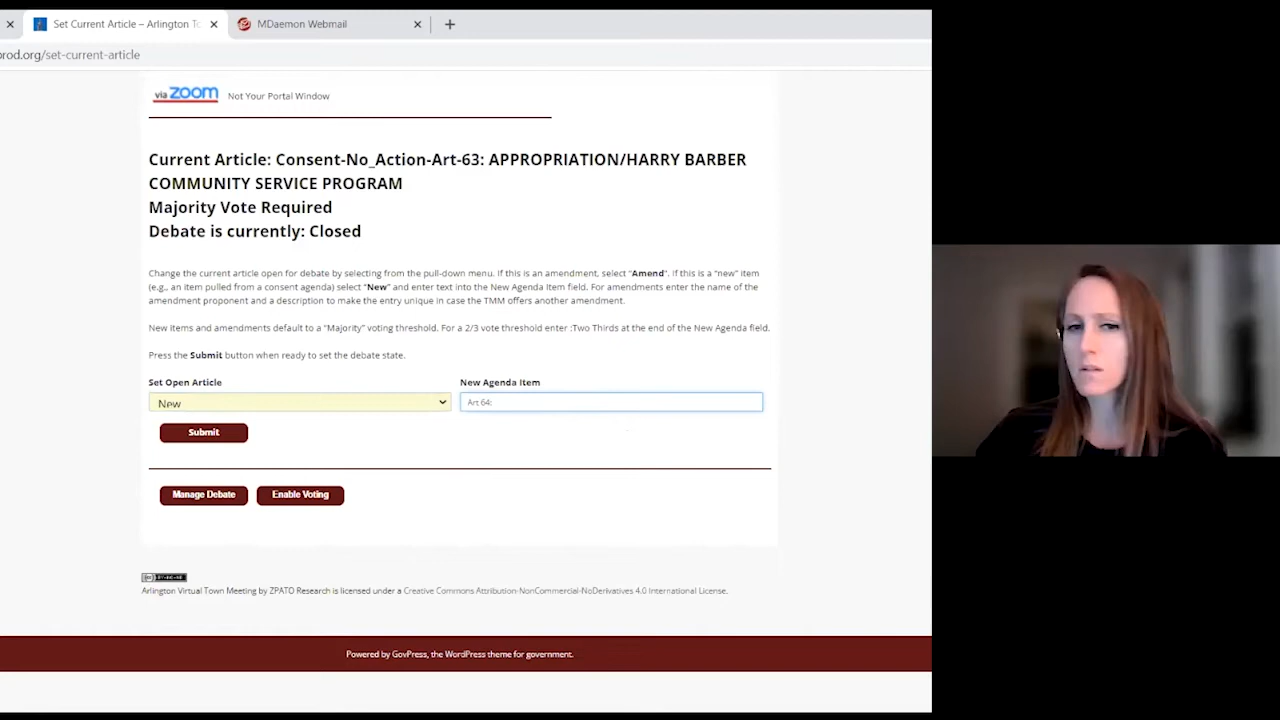 Set Current Article – Arlington To
MDaemon Webmail
prod.org/set-current-article
via zoom Not Your Portal Window
Current Article: Consent-No_Action-Art-63: APPROPRIATION/HARRY BARBER
COMMUNITY SERVICE PROGRAM
Majority Vote Required
Debate is currently: Closed
Change the current article open for debate by selecting from the pull-down menu. If this is an amendment, select "Amend". If this is a "new" item
(e.g., an item pulled from a consent agenda) select "New" and enter text into the New Agenda Item field. For amendments enter the name of the
amendment proponent and a description to make the entry unique in case the TMM offers another amendment.
New items and amendments default to a "Majority" voting threshold. For a 2/3 vote threshold enter :Two Thirds at the end of the New Agenda field.
Press the Submit button when ready to set the debate state.
Set Open Article New Agenda Item
New Art 64:
Submit
Manage Debate Enable Voting
Arlington Virtual Town Meeting by ZPATO Research is licensed under a Creative Commons Attribution-NonCommercial-NoDerivatives 4.0 International License.
Powered by GovPress, the WordPress theme for government.